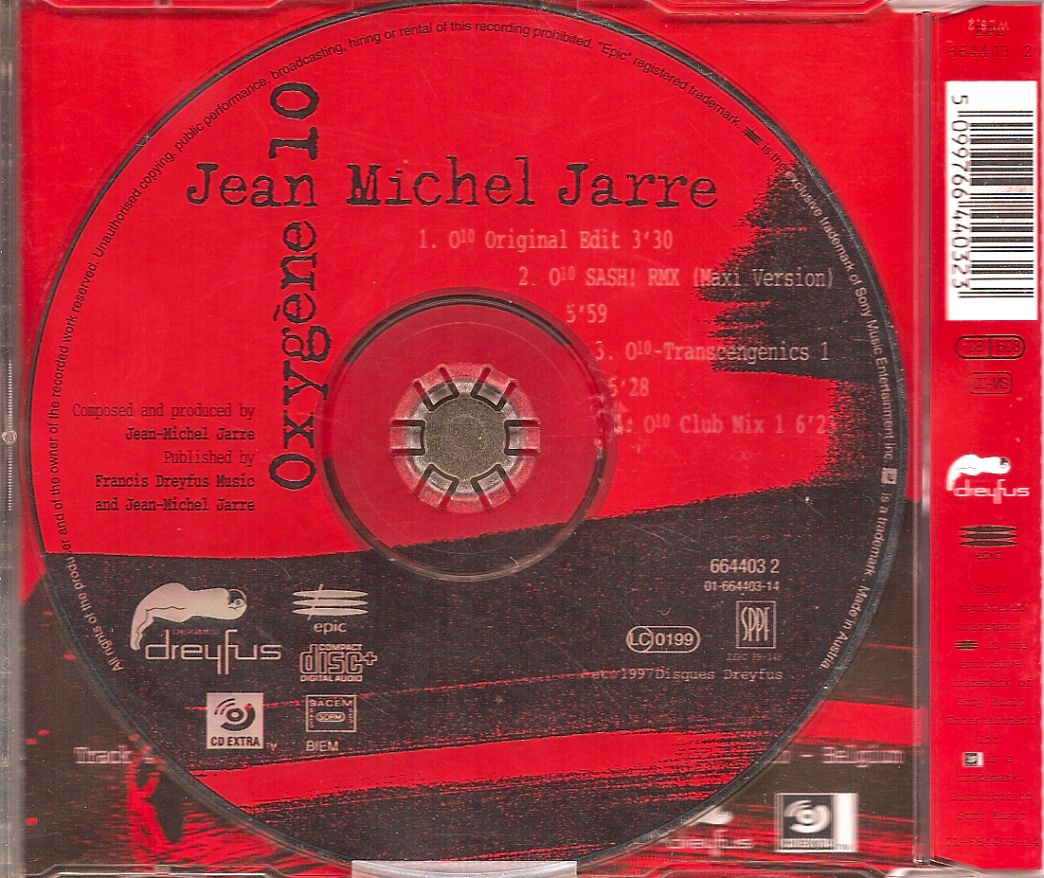 All rights of the producer and of the owner of the recorded work reserved. Unauthorised copying, public performance, broadcasting, hiring or rental of this recording prohibited. "Epic" registered trademark. is the exclusive trademark of Sony Music Entertainment Inc. is a trademark. Made in Austria
Oxygène 10
Jean Michel Jarre
1. O10 Original Edit 3'30
2. O10 SASH! RMX (Maxi Version)
5'59
3. O10-Transcengenics 1
5'28
4. O10 Club Mix 1
Composed and produced by
Jean-Michel Jarre
Published by
Francis Dreyfus Music
and Jean-Michel Jarre
664403 2
01-664403-14
LC 0199
SPPF
1997 Disques Dreyfus
dreyfus
epic
COMPACT
disc+
DIGITAL AUDIO
CD EXTRA
SACEM
SDRM
BIEM
Track
- Belgium
dreyfus
664403 2
5 099766 440323
CD-MS
dreyfus
epic